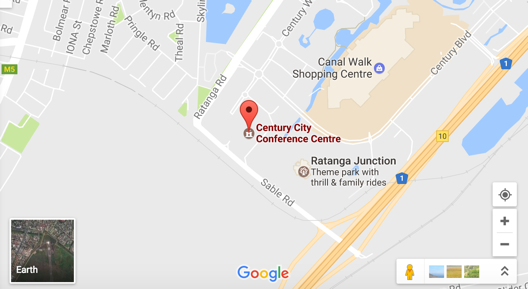 Bolmear
IONA St
Chepstowe Rd
Marloth Rd
Pringle Rd
Mentyn Rd
Theal Rd
Skylin
Century W
Canal Walk
Shopping Centre
Century Blvd
1
M5
Ratanga Rd
10
Century City
Conference Centre
Ratanga Junction
Theme park with
thrill & family rides
1
Sable Rd
Earth
Google